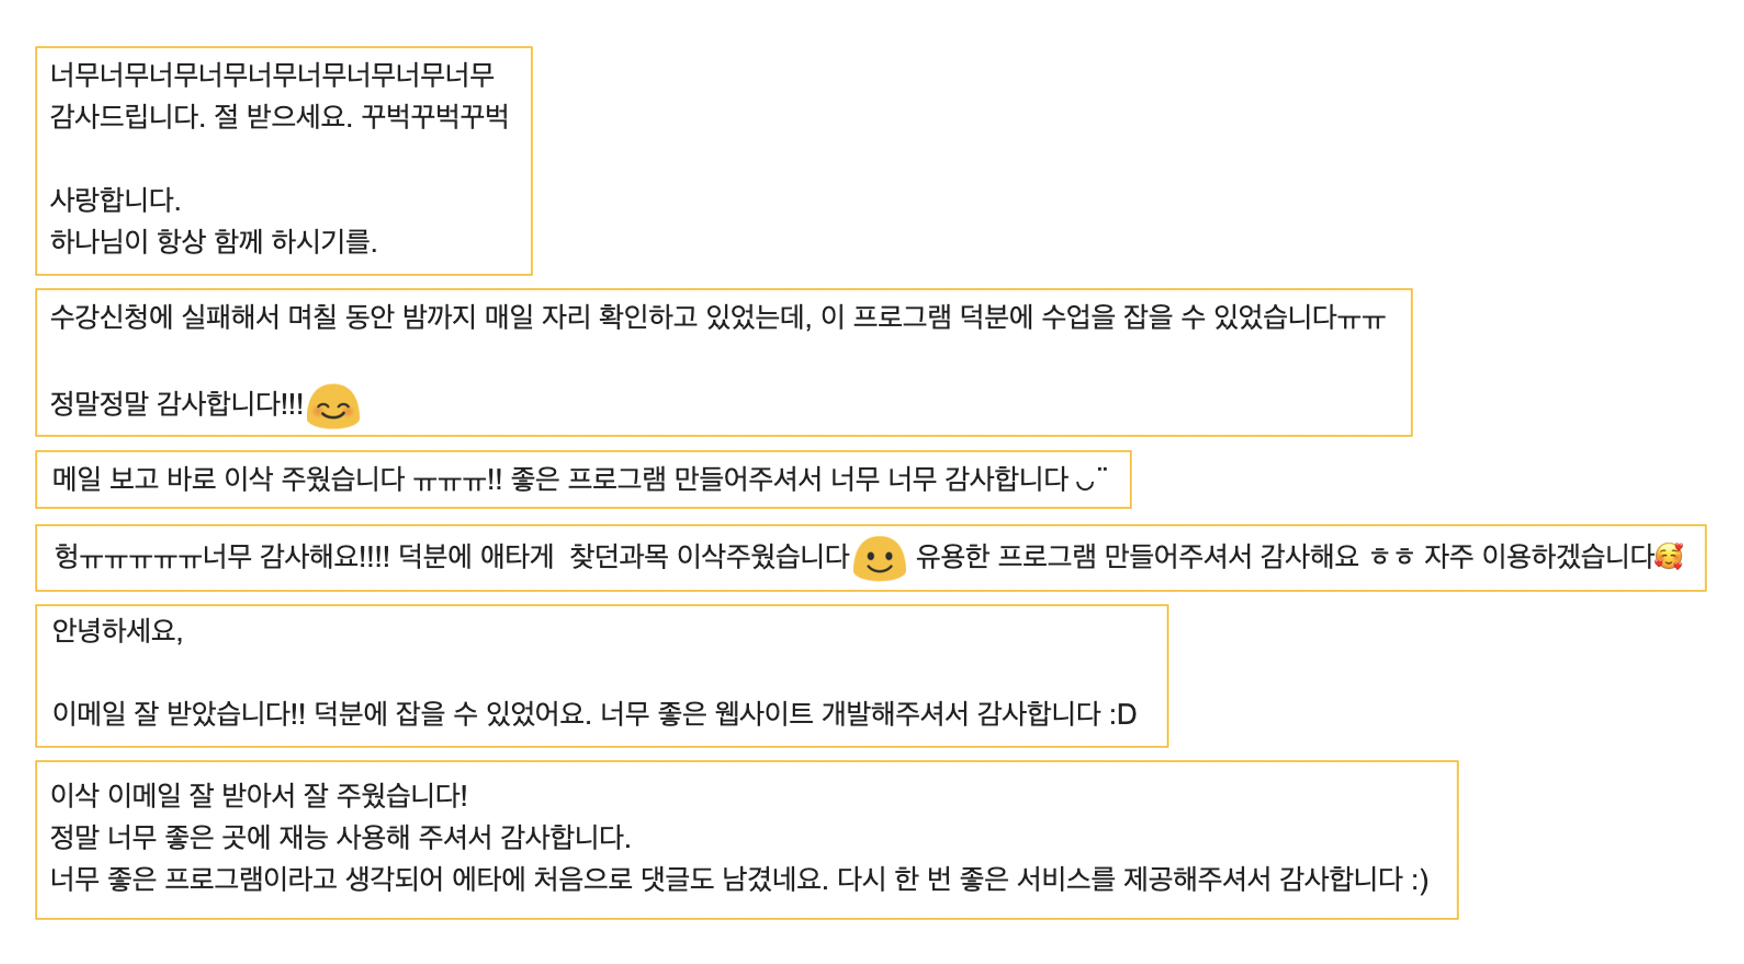 너무너무너무너무너무너무너무너무너무
감사드립니다. 절 받으세요. 꾸벅꾸벅꾸벅
사랑합니다.
하나님이 항상 함께 하시기를.
수강신청에 실패해서 며칠 동안 밤까지 매일 자리 확인하고 있었는데, 이 프로그램 덕분에 수업을 잡을 수 있었습니다ㅠㅠ
정말정말 감사합니다!!!😊
메일 보고 바로 이삭 주웠습니다 ㅠㅠㅠ!! 좋은 프로그램 만들어주셔서 너무 너무 감사합니다 ◡̈
헝ㅠㅠㅠㅠㅠ너무 감사해요!!!! 덕분에 애타게  찾던과목 이삭주웠습니다🙂 유용한 프로그램 만들어주셔서 감사해요 ㅎㅎ 자주 이용하겠습니다🥰
안녕하세요,
이메일 잘 받았습니다!! 덕분에 잡을 수 있었어요. 너무 좋은 웹사이트 개발해주셔서 감사합니다 :D
이삭 이메일 잘 받아서 잘 주웠습니다!
정말 너무 좋은 곳에 재능 사용해 주셔서 감사합니다.
너무 좋은 프로그램이라고 생각되어 에타에 처음으로 댓글도 남겼네요. 다시 한 번 좋은 서비스를 제공해주셔서 감사합니다 :)